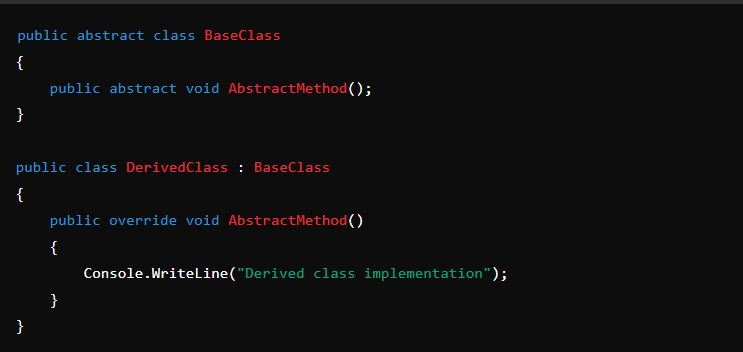 public abstract class BaseClass
{
    public abstract void AbstractMethod();
}

public class DerivedClass : BaseClass
{
    public override void AbstractMethod()
    {
        Console.WriteLine("Derived class implementation");
    }
}